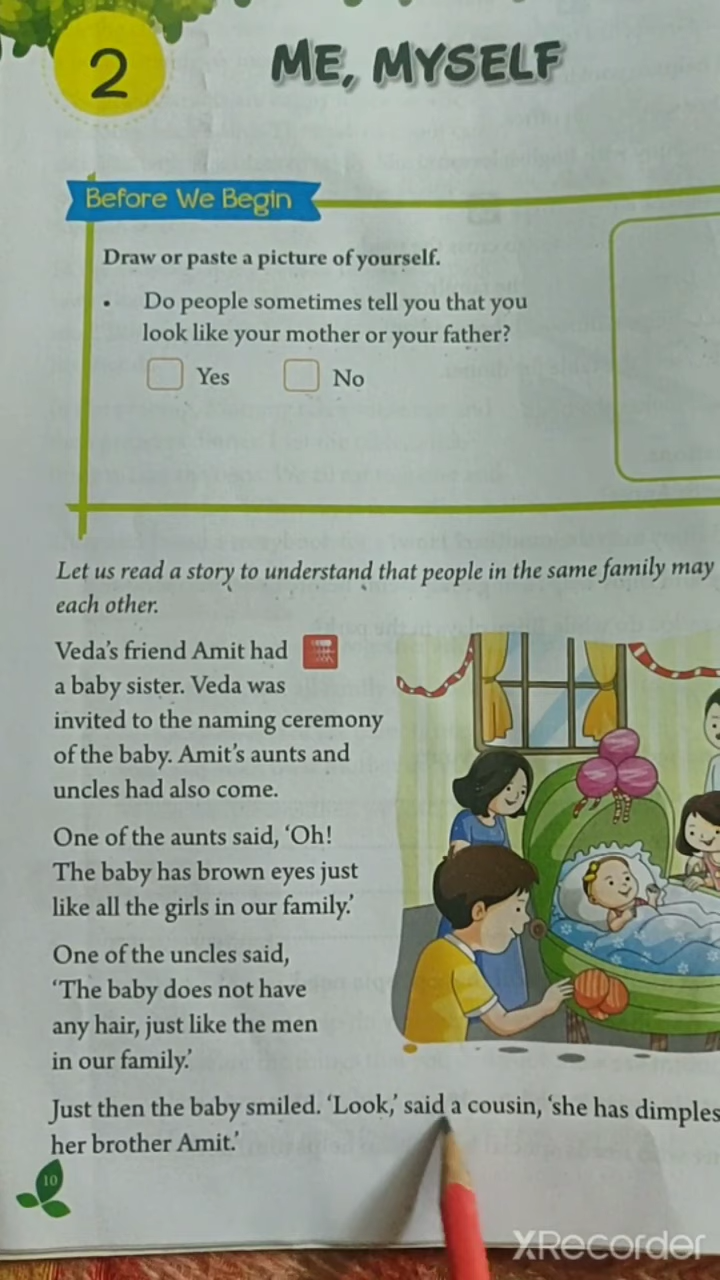 2
ME, MYSELF
Before We Begin
Draw or paste a picture of yourself.
• Do people sometimes tell you that you
look like your mother or your father?
Yes No
Let us read a story to understand that people in the same family may
each other.
Veda's friend Amit had
a baby sister. Veda was
invited to the naming ceremony
of the baby. Amit's aunts and
uncles had also come.
One of the aunts said, 'Oh!
The baby has brown eyes just
like all the girls in our family.'
One of the uncles said,
'The baby does not have
any hair, just like the men
in our family.'
Just then the baby smiled. 'Look,' said a cousin, 'she has dimples
her brother Amit.'
10
XRecorder